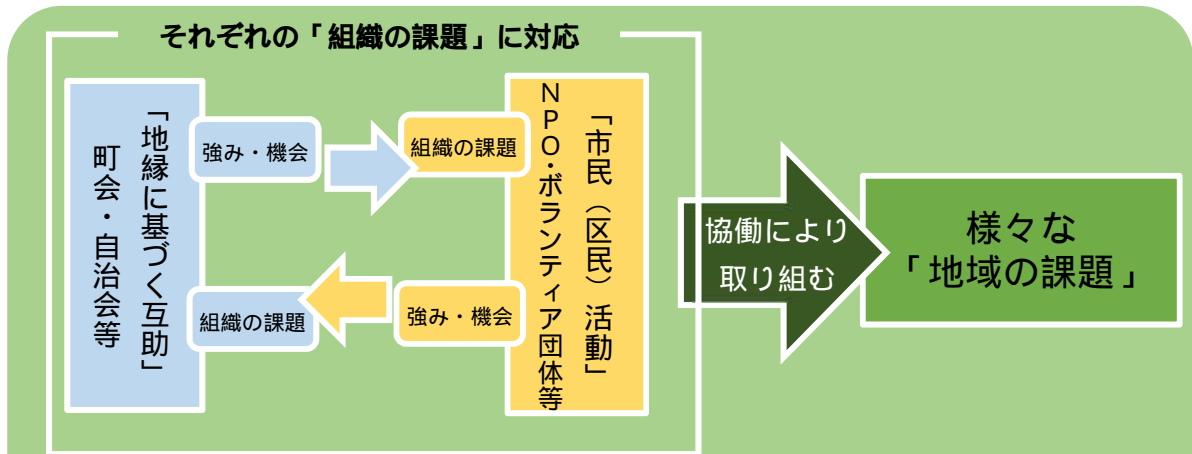 それぞれの「組織の課題」に対応
「地縁に基づく互助」
町会・自治会等
強み・機会
組織の課題
組織の課題
強み・機会
「市民（区民）活動」
NPO・ボランティア団体等
協働により
取り組む
様々な
「地域の課題」